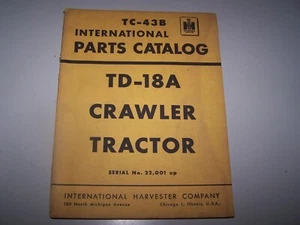 TC-43B
INTERNATIONAL
PARTS CATALOG
TD-18A
CRAWLER
TRACTOR
SERIAL No. 22,001 up
INTERNATIONAL HARVESTER COMPANY
180 North Michigan Avenue Chicago 1, Illinois, U.S.A.